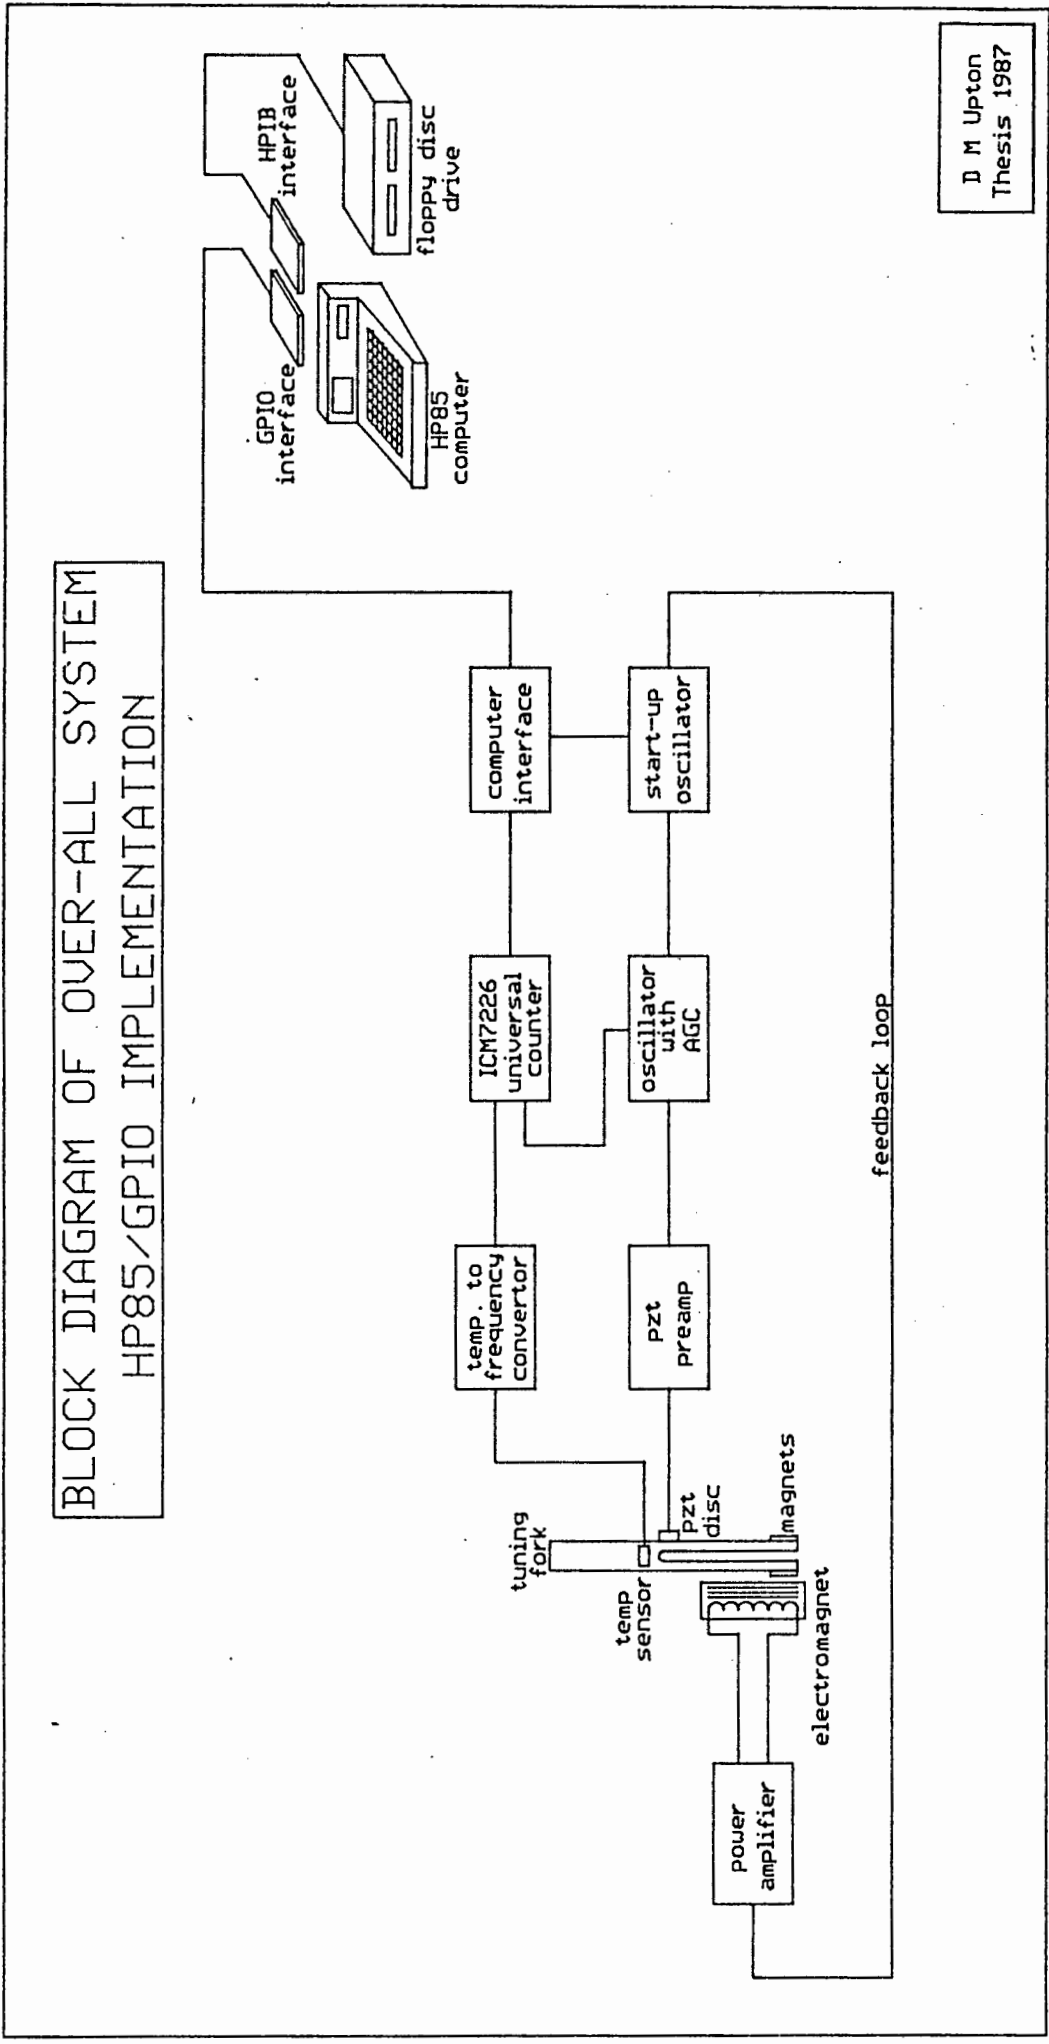 BLOCK DIAGRAM OF OVER-ALL SYSTEM
HP85/GPIO IMPLEMENTATION
GPIO
interface
HPIB
interface
HP85
computer
floppy disc
drive
tuning
fork
temp
sensor
pzt
disc
magnets
electromagnet
power
amplifier
temp. to
frequency
convertor
pzt
preamp
ICM7226
universal
counter
oscillator
with
AGC
computer
interface
start-up
oscillator
feedback loop
D M Upton
Thesis 1987